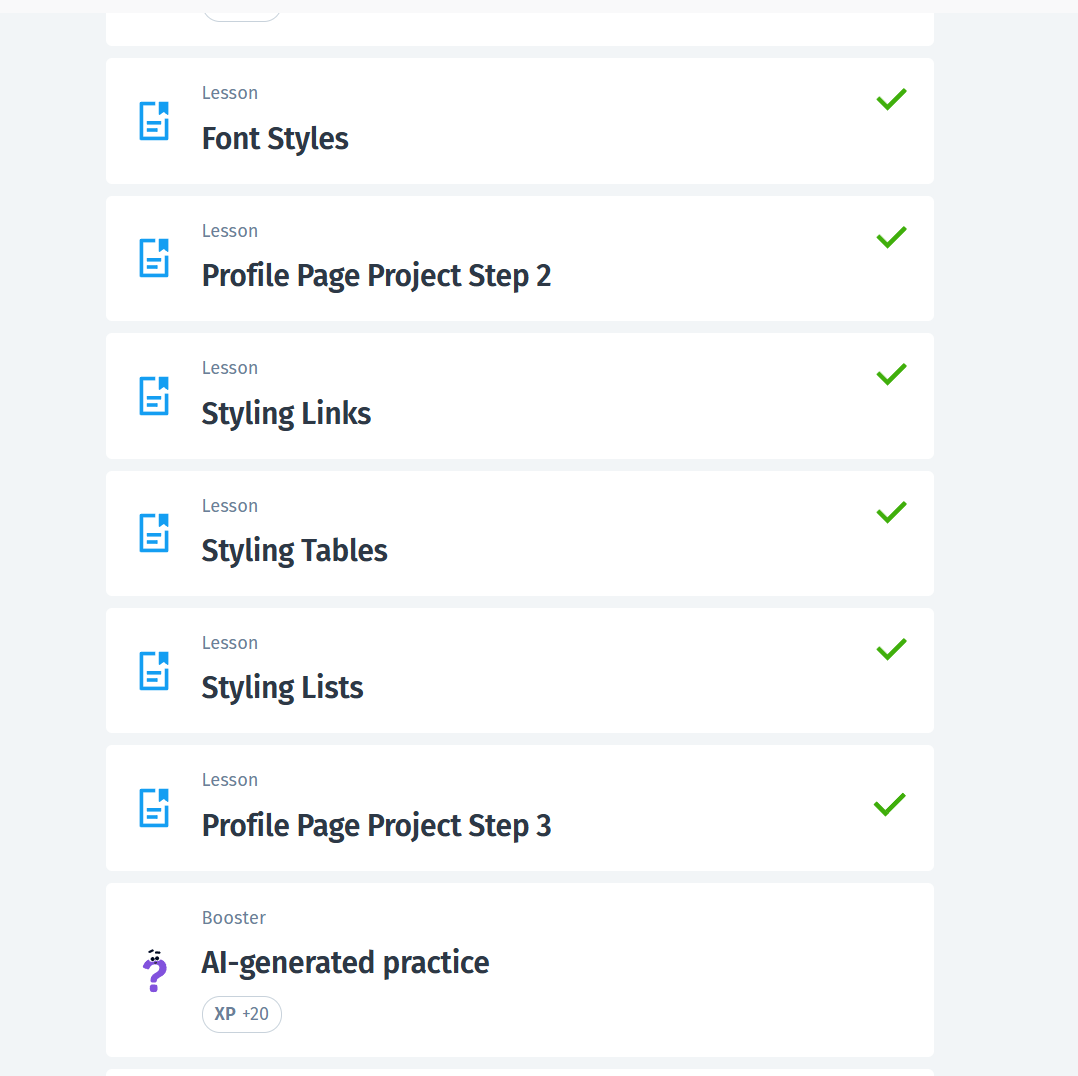 Lesson
Font Styles
Lesson
Profile Page Project Step 2
Lesson
Styling Links
Lesson
Styling Tables
Lesson
Styling Lists
Lesson
Profile Page Project Step 3
Booster
AI-generated practice
XP +20